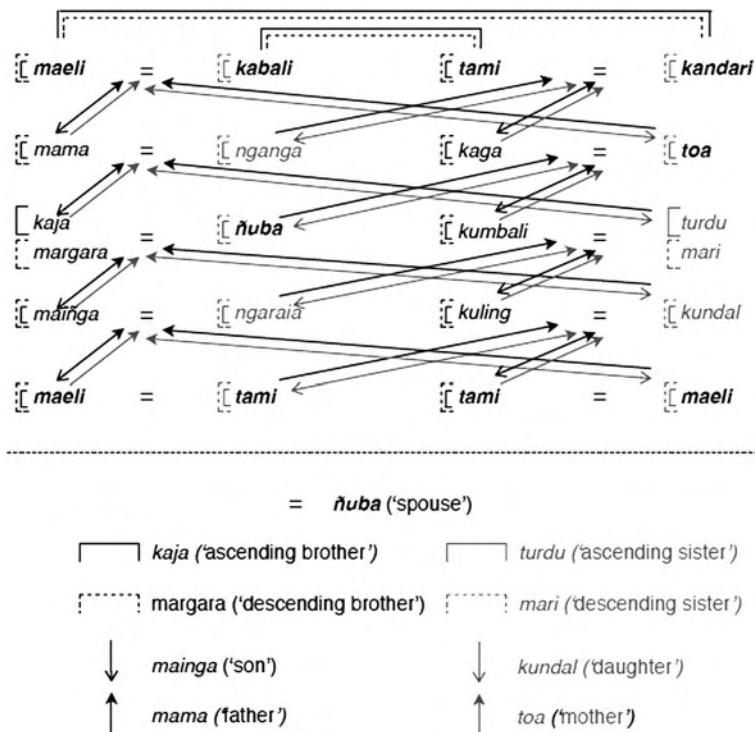 maeli = kabali tami = kandari
mama = nganga kaga = toa
kaja turdu
= ñuba kumbali =
margara mari
mainga = ngaraia kuling = kundal
maeli = tami tami = maeli
= ñuba (‘spouse’)
kaja (‘ascending brother’) turdu (‘ascending sister’)
margara (‘descending brother’) mari (‘descending sister’)
mainga (‘son’) kundal (‘daughter’)
mama (‘father’) toa (‘mother’)